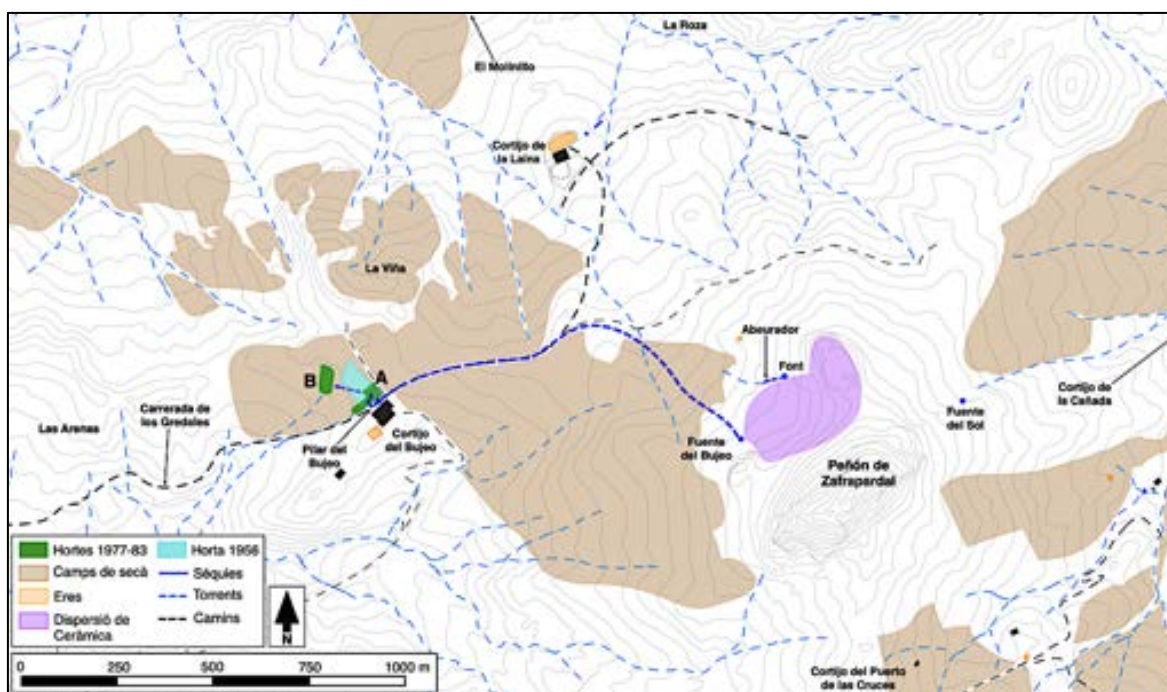 La Roza
El Molinillo
Cortijo de
la Laina
La Viña
Abeurador
Font
B
A
Carrerada de
los Gredales
Las Arenas
Pilar del
Bujeo
Cortijo
del Bujeo
Fuente
del Bujeo
Peñón de
Zafrapardal
Fuente
del Sol
Cortijo de
la Cañada
Hortes 1977-83
Horta 1956
Camps de secà
Séquies
Eres
Torrents
Dispersió de
Ceràmica
Camins
N
0
250
500
750
1000 m
Cortijo del Puerto
de las Cruces